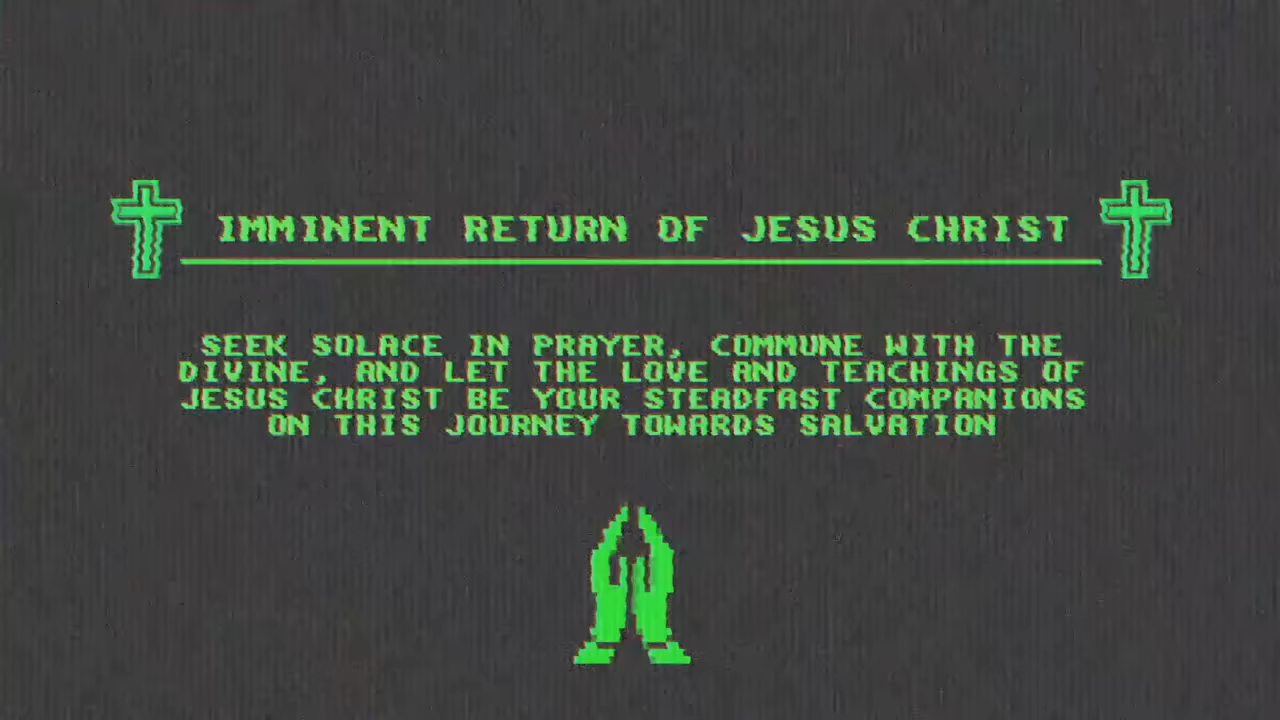 IMMINENT RETURN OF JESUS CHRIST
SEEK SOLACE IN PRAYER, COMMUNE WITH THE
DIVINE, AND LET THE LOVE AND TEACHINGS OF
JESUS CHRIST BE YOUR STEADFAST COMPANIONS
ON THIS JOURNEY TOWARDS SALVATION